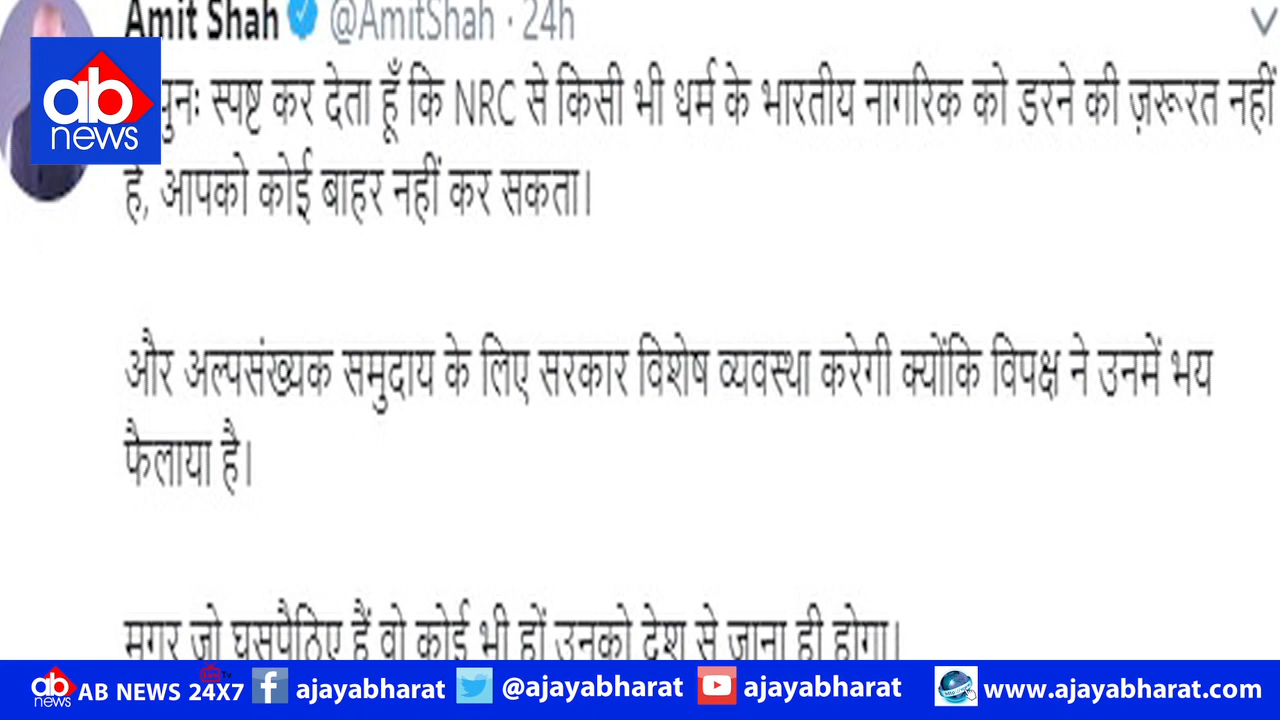 Amit Shah @AmitShah · 24h
ab
news
पुनः स्पष्ट कर देता हूँ कि NRC से किसी भी धर्म के भारतीय नागरिक को डरने की ज़रूरत नहीं
है, आपको कोई बाहर नहीं कर सकता।
और अल्पसंख्यक समुदाय के लिए सरकार विशेष व्यवस्था करेगी क्योंकि विपक्ष ने उनमें भय
फैलाया है।
मगर जो घुसपैठिए हैं वो कोई भी हों उनको देश से जाना ही होगा।
ab
news
AB NEWS 24X7 ajayabharat @ajayabharat ajayabharat www.ajayabharat.com